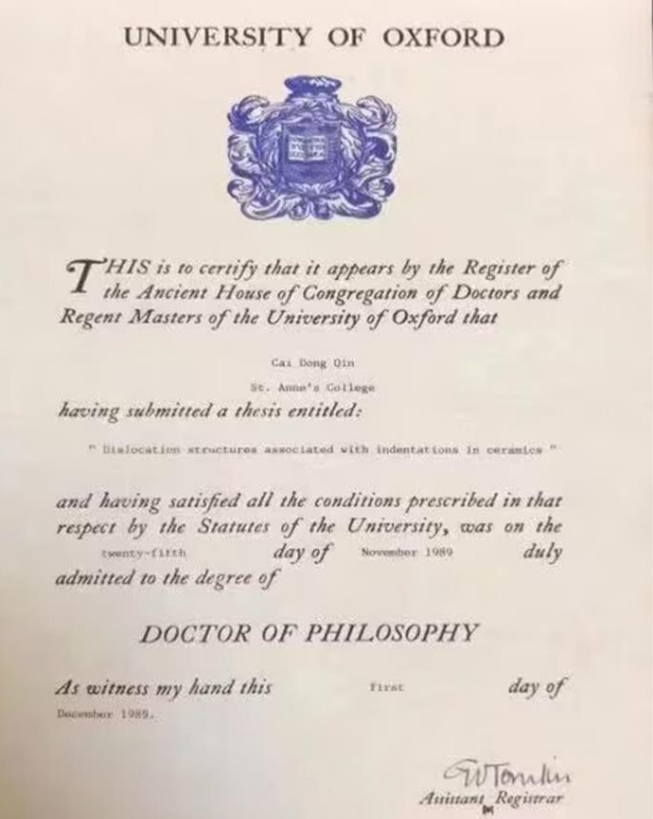 UNIVERSITY OF OXFORD
THIS is to certify that it appears by the Register of
the Ancient House of Congregation of Doctors and
Regent Masters of the University of Oxford that
Cai Dong Qin
St. Anne's College
having submitted a thesis entitled:
" Dislocation structures associated with indentations in ceramics "
and having satisfied all the conditions prescribed in that
respect by the Statutes of the University, was on the
twenty-fifth day of November 1989 duly
admitted to the degree of
DOCTOR OF PHILOSOPHY
As witness my hand this first day of
December 1989.
Assistant Registrar